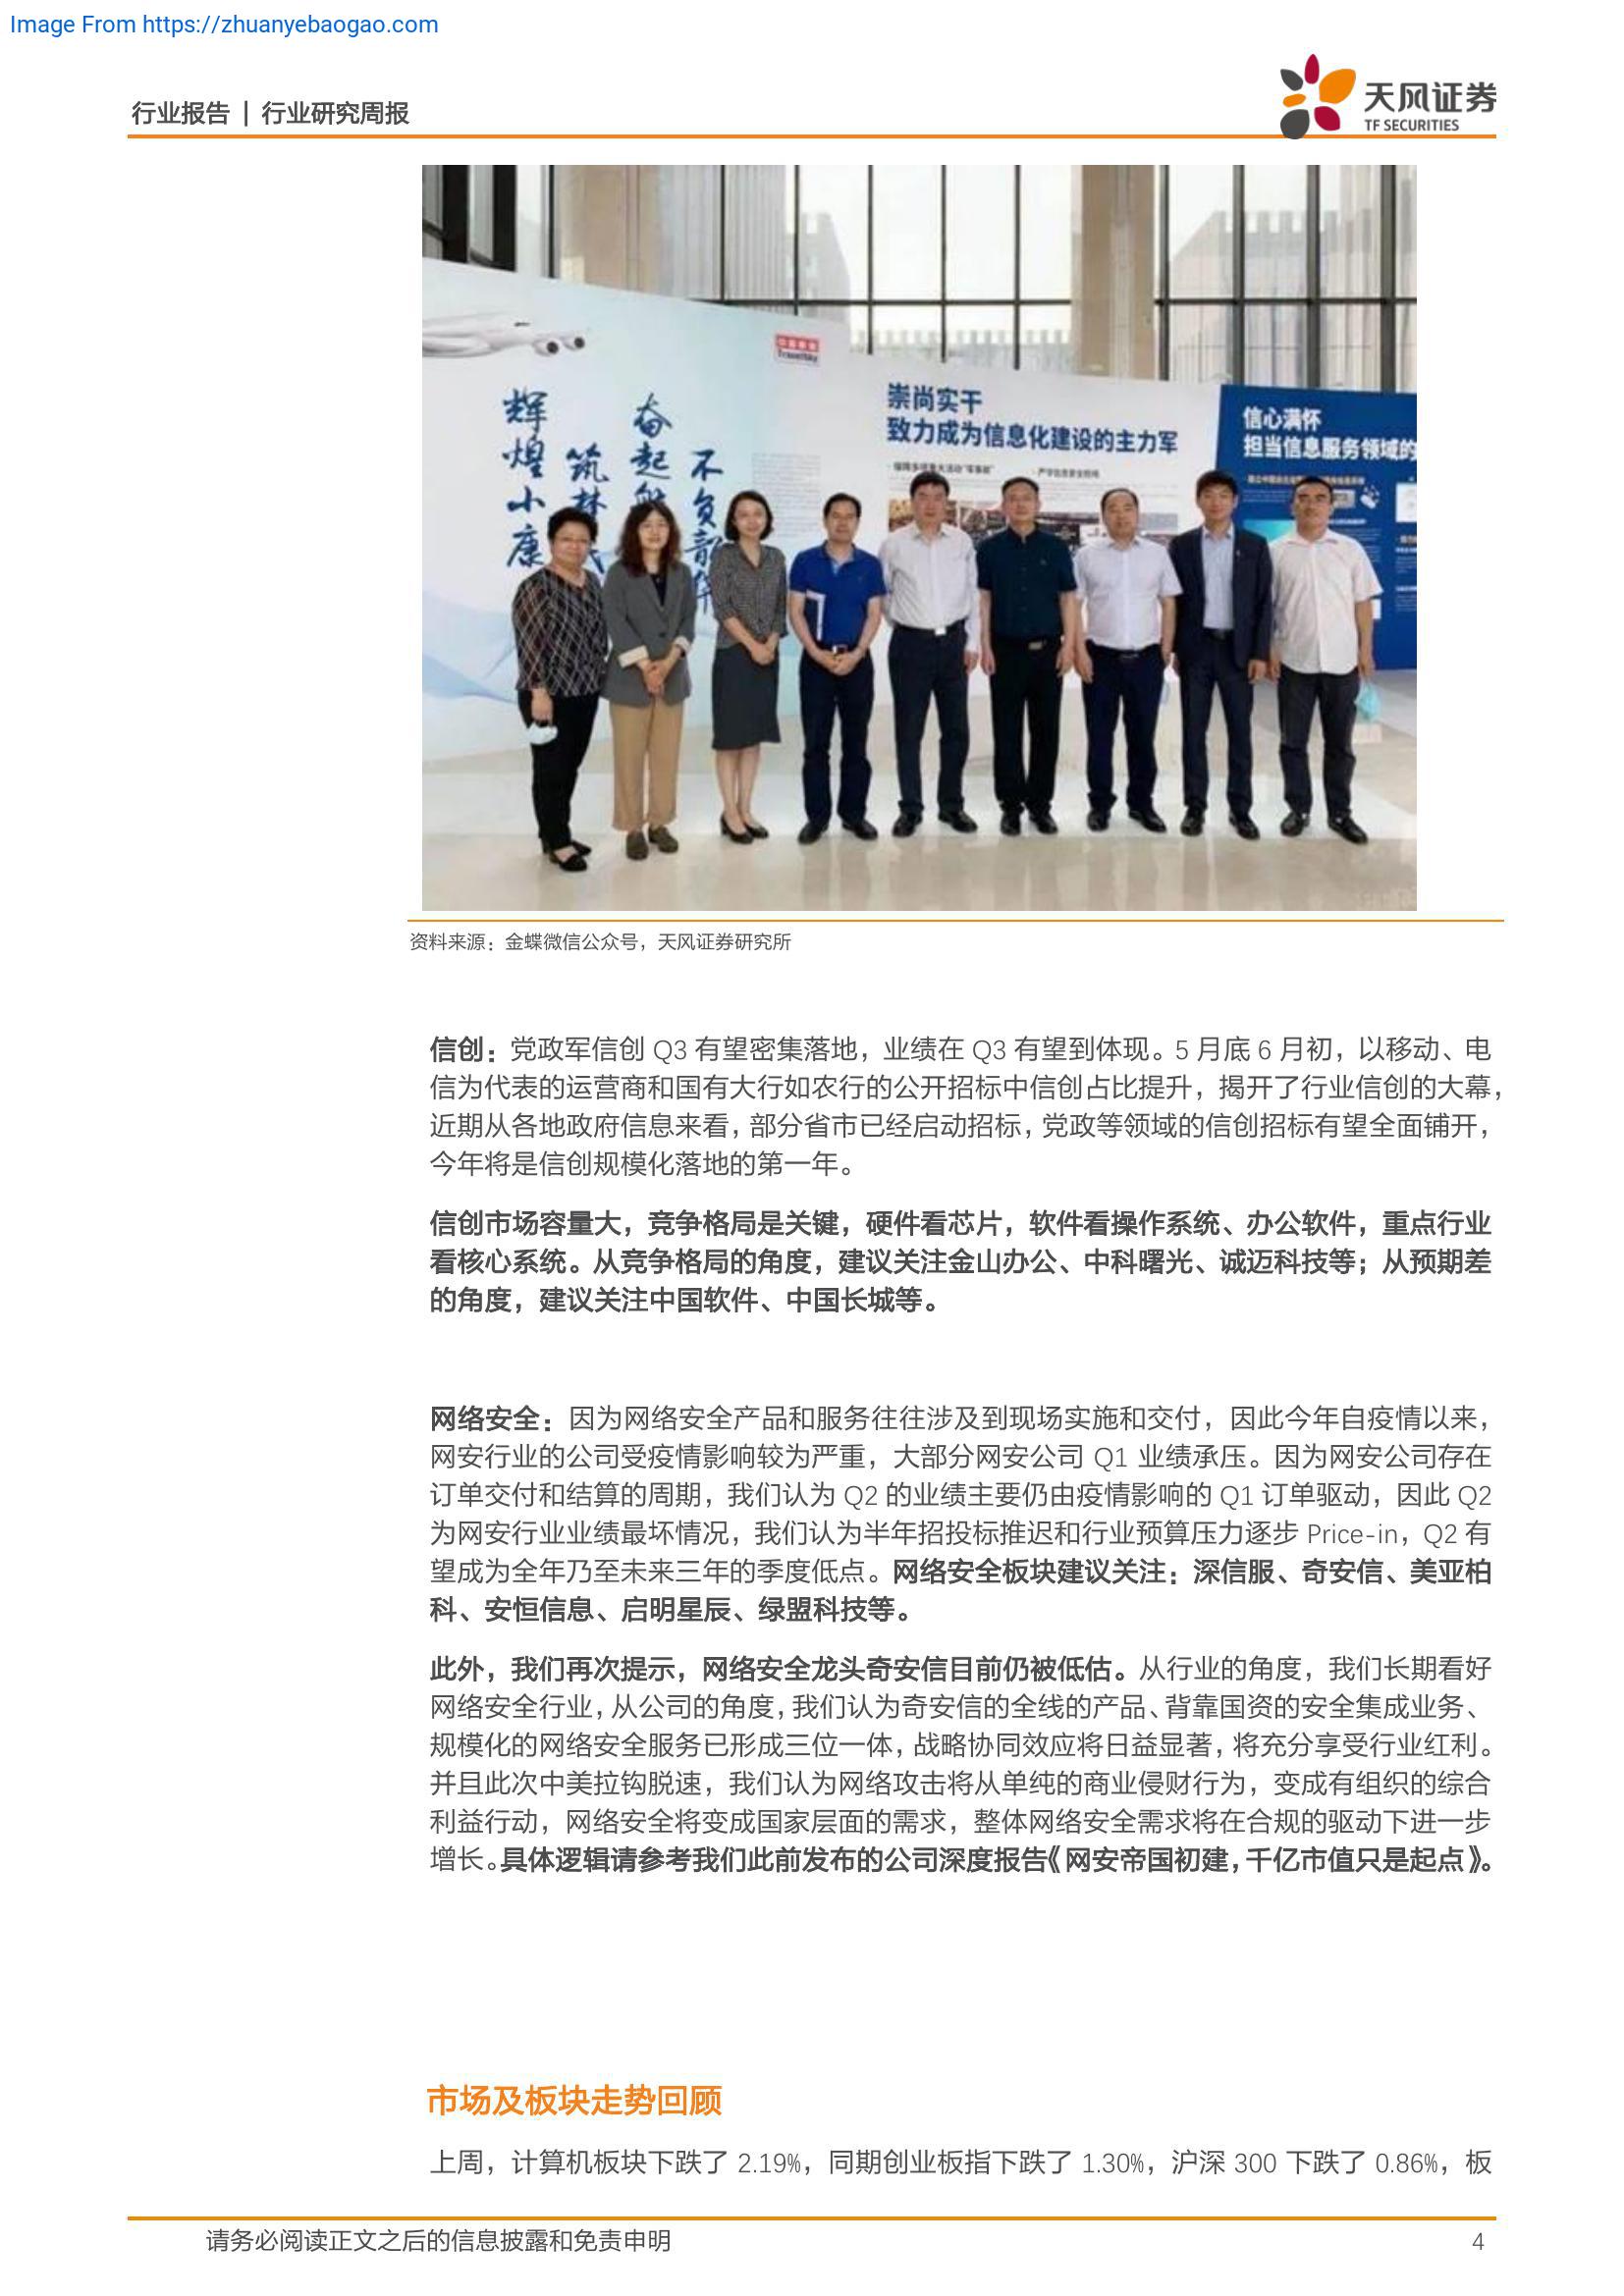 Image From https://zhuanyebaogao.com
行业报告 | 行业研究周报
天风证券
TF SECURITIES
TravelSky
辉煌小康
奋起
不负韶华
崇尚实干
致力成为信息化建设的主力军
信心满怀
担当信息服务领域的
资料来源：金蝶微信公众号，天风证券研究所
信创：党政军信创 Q3 有望密集落地，业绩在 Q3 有望到体现。5 月底 6 月初，以移动、电
信为代表的运营商和国有大行如农行的公开招标中信创占比提升，揭开了行业信创的大幕，
近期从各地政府信息来看，部分省市已经启动招标，党政等领域的信创招标有望全面铺开，
今年将是信创规模化落地的第一年。
信创市场容量大，竞争格局是关键，硬件看芯片，软件看操作系统、办公软件，重点行业
看核心系统。从竞争格局的角度，建议关注金山办公、中科曙光、诚迈科技等；从预期差
的角度，建议关注中国软件、中国长城等。
网络安全：因为网络安全产品和服务往往涉及到现场实施和交付，因此今年自疫情以来，
网安行业的公司受疫情影响较为严重，大部分网安公司 Q1 业绩承压。因为网安公司存在
订单交付和结算的周期，我们认为 Q2 的业绩主要仍由疫情影响的 Q1 订单驱动，因此 Q2
为网安行业业绩最坏情况，我们认为半年招投标推迟和行业预算压力逐步 Price-in，Q2 有
望成为全年乃至未来三年的季度低点。网络安全板块建议关注：深信服、奇安信、美亚柏
科、安恒信息、启明星辰、绿盟科技等。
此外，我们再次提示，网络安全龙头奇安信目前仍被低估。从行业的角度，我们长期看好
网络安全行业，从公司的角度，我们认为奇安信的全线的产品、背靠国资的安全集成业务、
规模化的网络安全服务已形成三位一体，战略协同效应将日益显著，将充分享受行业红利。
并且此次中美拉钩脱速，我们认为网络攻击将从单纯的商业侵财行为，变成有组织的综合
利益行动，网络安全将变成国家层面的需求，整体网络安全需求将在合规的驱动下进一步
增长。具体逻辑请参考我们此前发布的公司深度报告《网安帝国初建，千亿市值只是起点》。
市场及板块走势回顾
上周，计算机板块下跌了 2.19%，同期创业板指下跌了 1.30%，沪深 300 下跌了 0.86%，板
请务必阅读正文之后的信息披露和免责申明
4